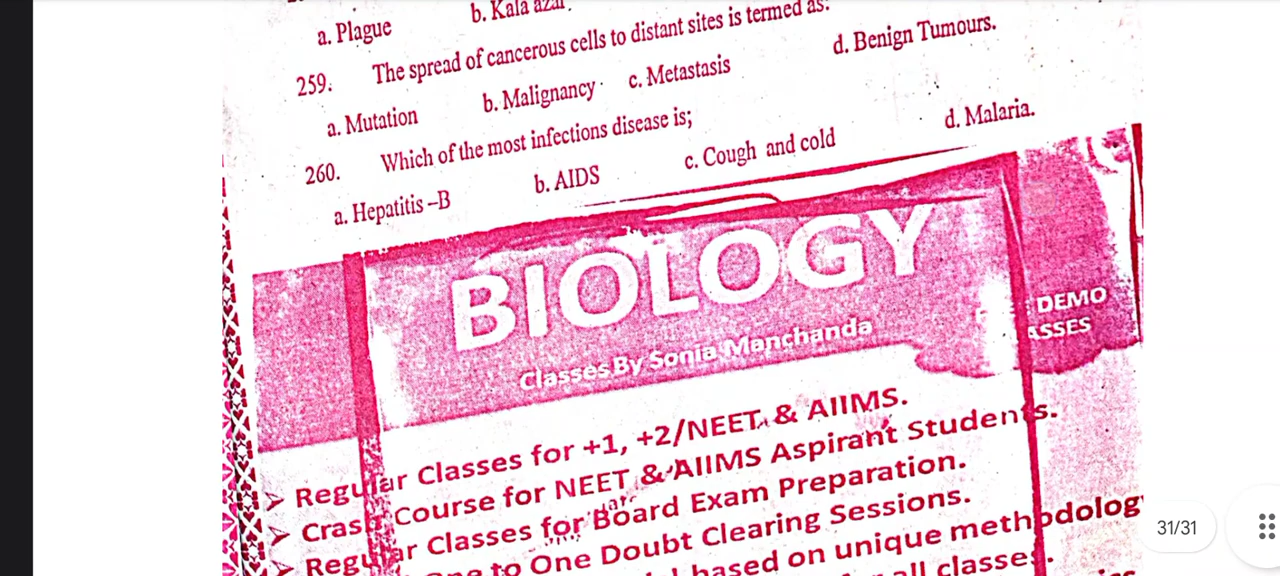 a. Plague b. Kala azar.
259. The spread of cancerous cells to distant sites is termed as:
a. Mutation b. Malignancy c. Metastasis d. Benign Tumours.
260. Which of the most infections disease is;
a. Hepatitis –B b. AIDS c. Cough and cold d. Malaria.
BIOLOGY
Classes By Sonia Manchanda
DEMO
➢ Regular Classes for +1, +2/NEET & AIIMS.
➢ Crash Course for NEET & AIIMS Aspirant Students.
➢ Regular Classes for Board Exam Preparation.
One to One Doubt Clearing Sessions.
based on unique methodology
all classes.
31/31